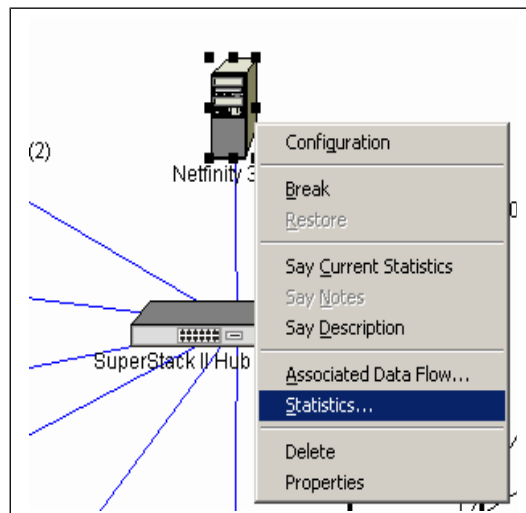 (2)
Netfinity 3
SuperStack II Hub
Configuration
Break
Restore
Say Current Statistics
Say Notes
Say Description
Associated Data Flow...
Statistics...
Delete
Properties